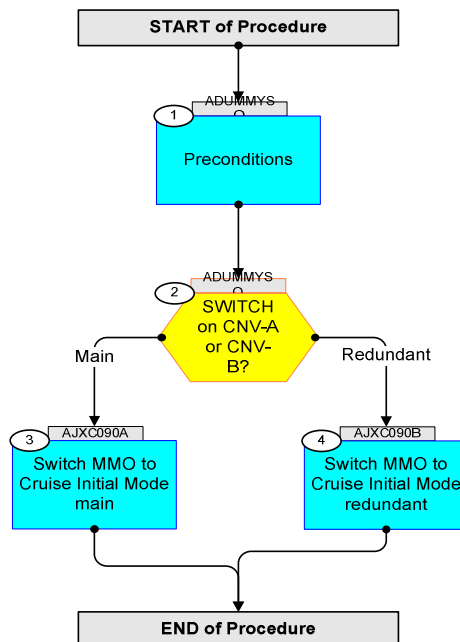 START of Procedure
ADUMMYS
O
1
Preconditions
ADUMMYS
O
2
SWITCH
on CNV-A
or CNV-
B?
Main
Redundant
AJXC090A
3
Switch MMO to
Cruise Initial Mode
main
AJXC090B
4
Switch MMO to
Cruise Initial Mode
redundant
END of Procedure